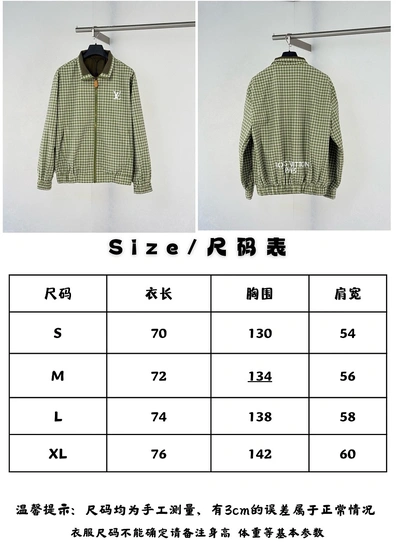 Size/尺码表
尺码 衣长 胸围 肩宽
S 70 130 54
M 72 134 56
L 74 138 58
XL 76 142 60
温馨提示：尺码均为手工测量、有3cm的误差属于正常情况
衣服尺码不能确定请备注身高 体重等基本参数